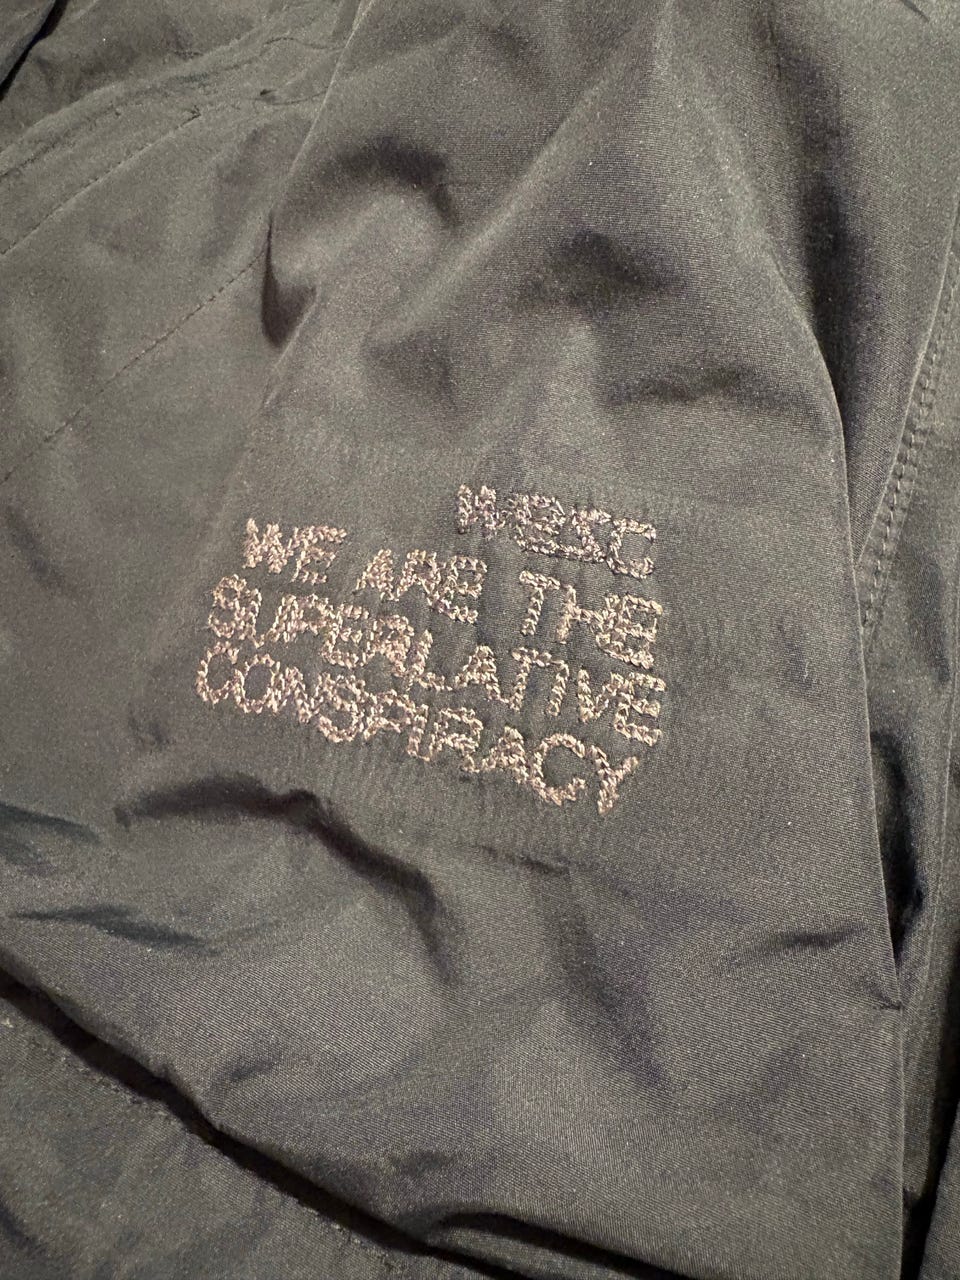 WESC
WE ARE THE
SUPERLATIVE
CONSPIRACY